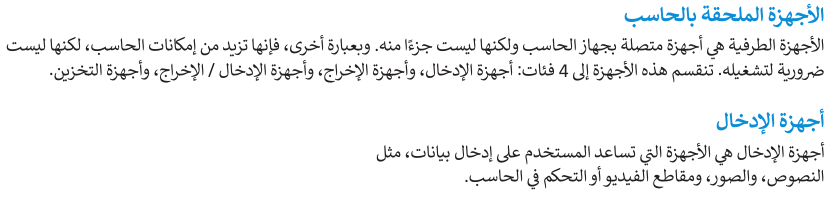 الأجهزة الملحقة بالحاسب
الأجهزة الطرفية هي أجهزة متصلة بجهاز الحاسب ولكنها ليست جزءًا منه. وبعبارة أخرى، فإنها تزيد من إمكانات الحاسب، لكنها ليست
ضرورية لتشغيله. تنقسم هذه الأجهزة إلى 4 فئات: أجهزة الإدخال، وأجهزة الإخراج، وأجهزة الإدخال / الإخراج، وأجهزة التخزين.
أجهزة الإدخال
أجهزة الإدخال هي الأجهزة التي تساعد المستخدم على إدخال بيانات، مثل
النصوص، والصور، ومقاطع الفيديو أو التحكم في الحاسب.